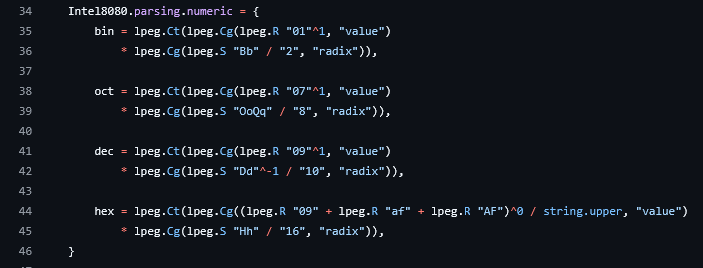 34 Intel8080.parsing.numeric = {
35     bin = lpeg.Ct(lpeg.Cg(lpeg.R "01"^1, "value")
36         * lpeg.Cg(lpeg.S "Bb" / "2", "radix")),
37
38     oct = lpeg.Ct(lpeg.Cg(lpeg.R "07"^1, "value")
39         * lpeg.Cg(lpeg.S "OoQq" / "8", "radix")),
40
41     dec = lpeg.Ct(lpeg.Cg(lpeg.R "09"^1, "value")
42         * lpeg.Cg(lpeg.S "Dd"^-1 / "10", "radix")),
43
44     hex = lpeg.Ct(lpeg.Cg((lpeg.R "09" + lpeg.R "af" + lpeg.R "AF")^0 / string.upper, "value")
45         * lpeg.Cg(lpeg.S "Hh" / "16", "radix")),
46 }